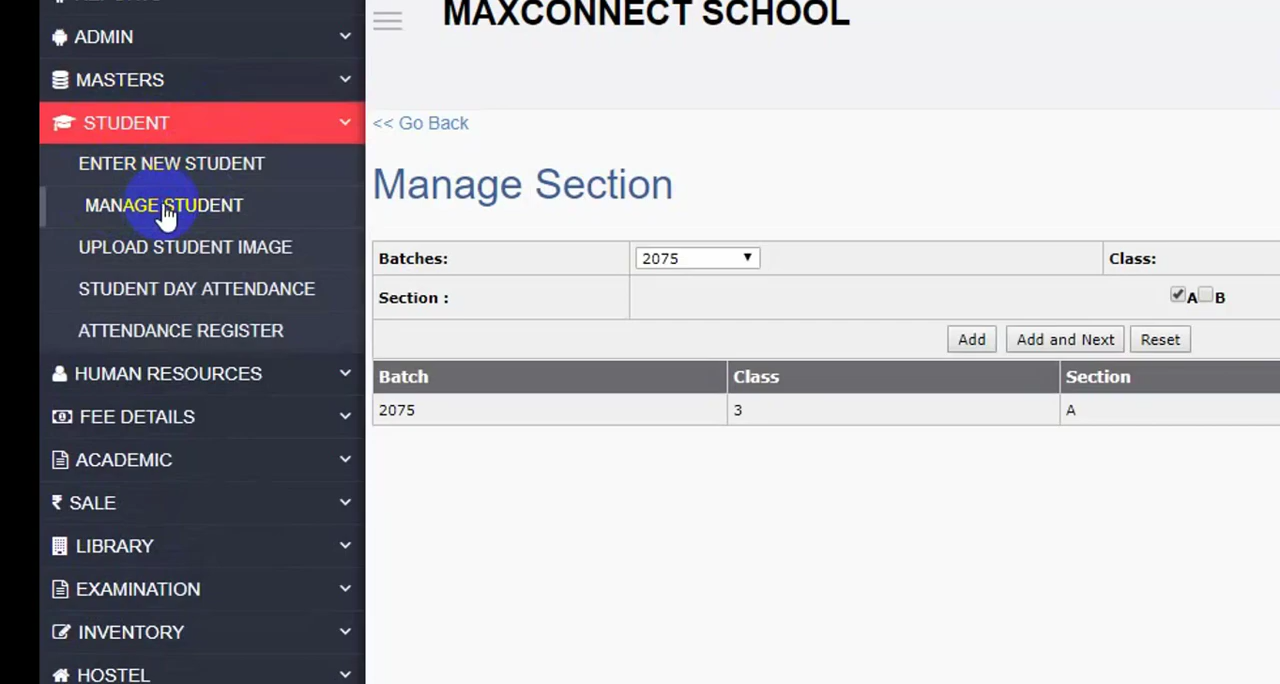 MAXCONNECT SCHOOL
ADMIN
MASTERS
STUDENT
ENTER NEW STUDENT
MANAGE STUDENT
UPLOAD STUDENT IMAGE
STUDENT DAY ATTENDANCE
ATTENDANCE REGISTER
HUMAN RESOURCES
FEE DETAILS
ACADEMIC
SALE
LIBRARY
EXAMINATION
INVENTORY
HOSTEL
<< Go Back
Manage Section
Batches: 2075 Class:
Section : A B
Add Add and Next Reset
Batch Class Section
2075 3 A